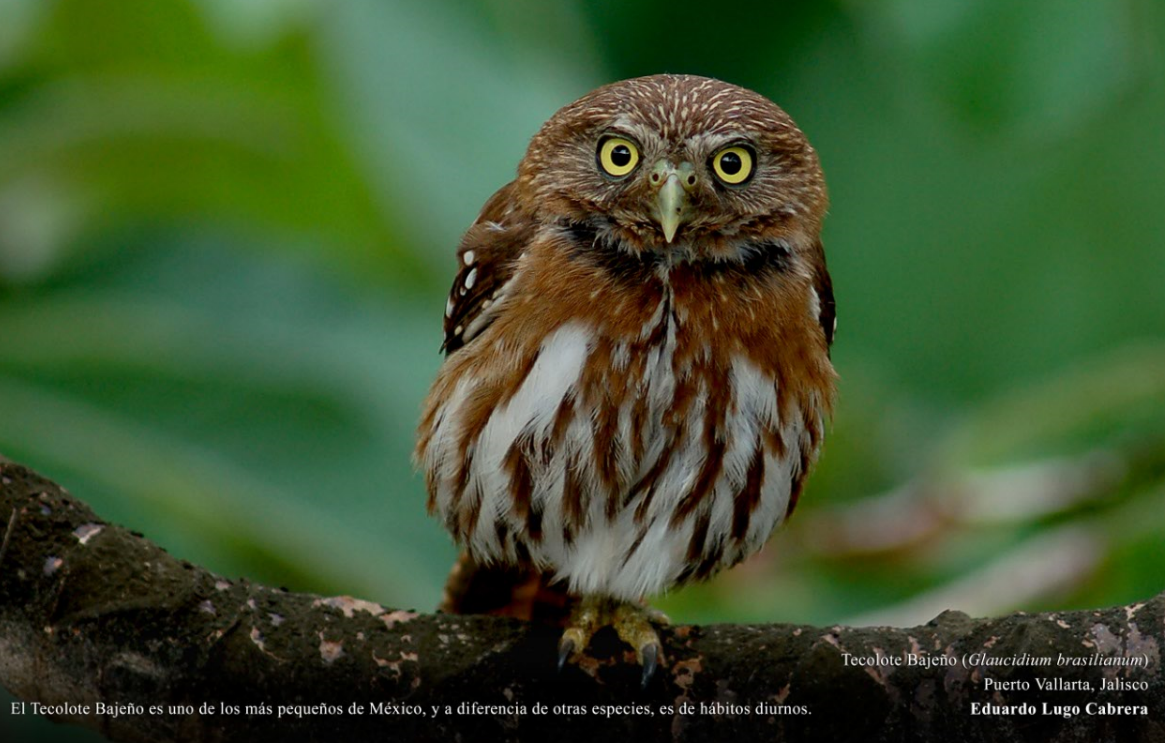 Tecolote Bajeño (Glaucidium brasilianum)
Puerto Vallarta, Jalisco
Eduardo Lugo Cabrera
El Tecolote Bajeño es uno de los más pequeños de México, y a diferencia de otras especies, es de hábitos diurnos.